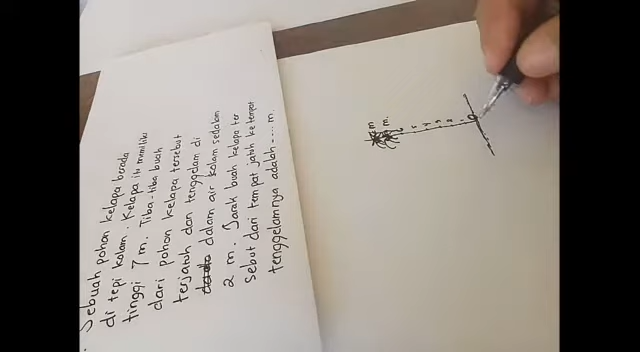 Sebuah pohon kelapa berada
di tepi kolam. Kelapa itu memiliki
tinggi 7 m. Tiba-tiba buah
dari pohon kelapa tersebut
terjatuh dan tenggelam di
dalam air kolam sedalam
2 m. Jarak buah kelapa ter
sebut dari tempat jatuh ke tempat
tenggelamnya adalah ..... m.